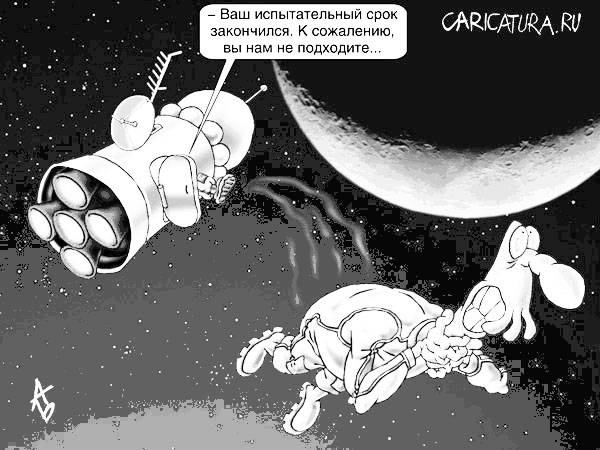 – Ваш испытательный срок
закончился. К сожалению,
вы нам не подходите...
CARICATURA.RU